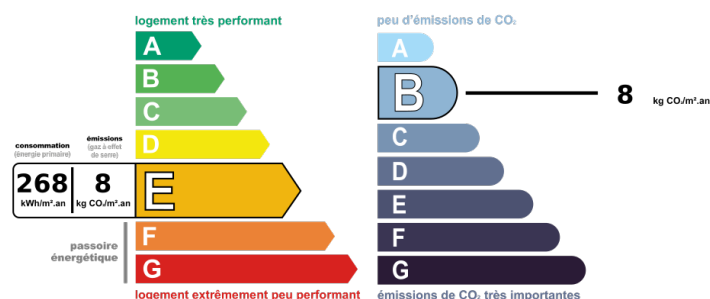 logement très performant
A
B
C
D
consommation
(énergie primaire)
émissions
(gaz à effet
de serre)
268
kWh/m².an
8
kg CO₂/m².an
E
F
G
passoire
énergétique
logement extrêmement peu performant
peu d'émissions de CO₂
A
B
8 kg CO₂/m².an
C
D
E
F
G
émissions de CO₂ très importantes